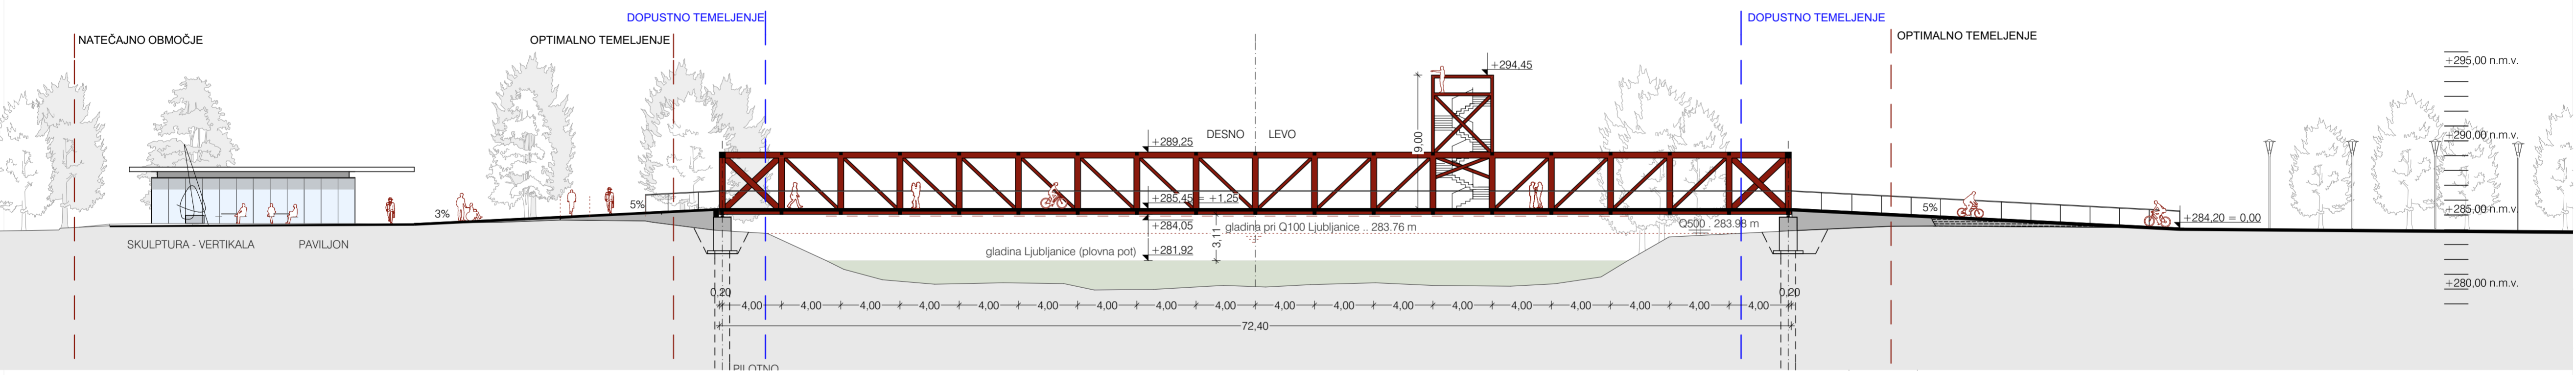 DOPUSTNO TEMELJENJE
DOPUSTNO TEMELJENJE
NATEČAJNO OBMOČJE
OPTIMALNO TEMELJENJE
OPTIMALNO TEMELJENJE
+294,45
+295,00 n.m.v.
9,00
DESNO
LEVO
+289,25
+290,00 n.m.v.
+285,45 = +1,25
5%
5%
3%
+285,00 n.m.v.
+284,20 = 0,00
+284,05
3,11
gladina pri Q100 Ljubljanice .. 283.76 m
Q500 . 283.98 m
SKULPTURA - VERTIKALA
PAVILJON
gladina Ljubljanice (plovna pot)
+281,92
+280,00 n.m.v.
0,20
0,20
4,00 4,00 4,00 4,00 4,00 4,00 4,00 4,00 4,00 4,00 4,00 4,00 4,00 4,00 4,00 4,00 4,00 4,00
72,40
PILOTNO